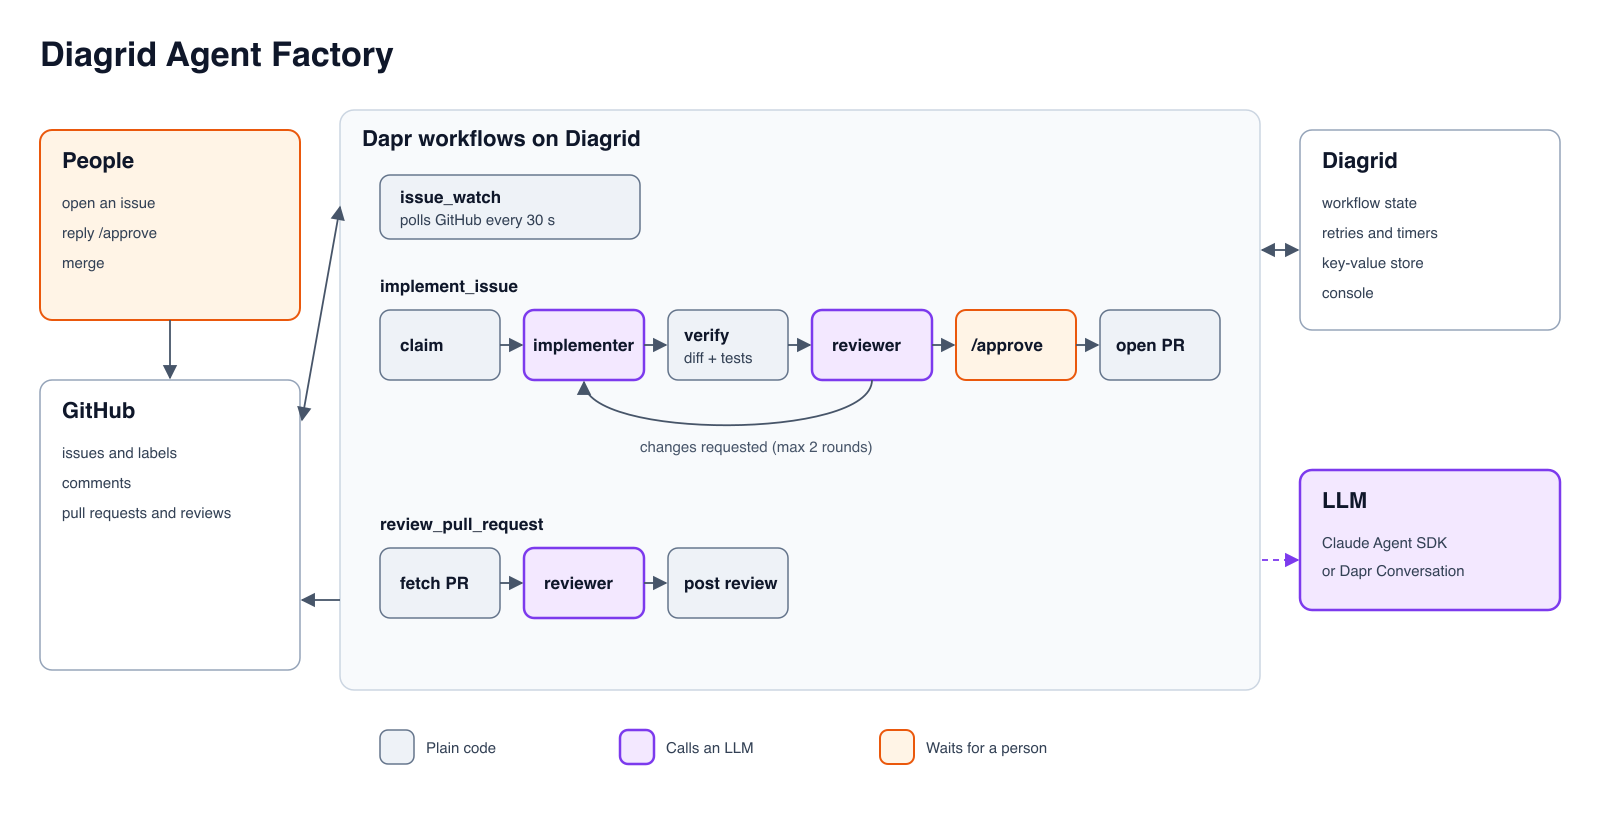 Diagrid Agent Factory
People
open an issue
reply /approve
merge
GitHub
issues and labels
comments
pull requests and reviews
Dapr workflows on Diagrid
issue_watch
polls GitHub every 30 s
implement_issue
claim
implementer
verify
diff + tests
reviewer
/approve
open PR
changes requested (max 2 rounds)
review_pull_request
fetch PR
reviewer
post review
Diagrid
workflow state
retries and timers
key-value store
console
LLM
Claude Agent SDK
or Dapr Conversation
Plain code
Calls an LLM
Waits for a person